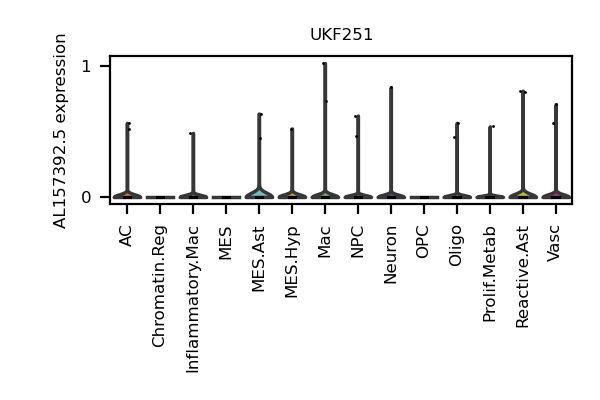 UKF251
AL157392.5 expression
1
0
AC
Chromatin.Reg
Inflammatory.Mac
MES
MES.Ast
MES.Hyp
Mac
NPC
Neuron
OPC
Oligo
Prolif.Metab
Reactive.Ast
Vasc